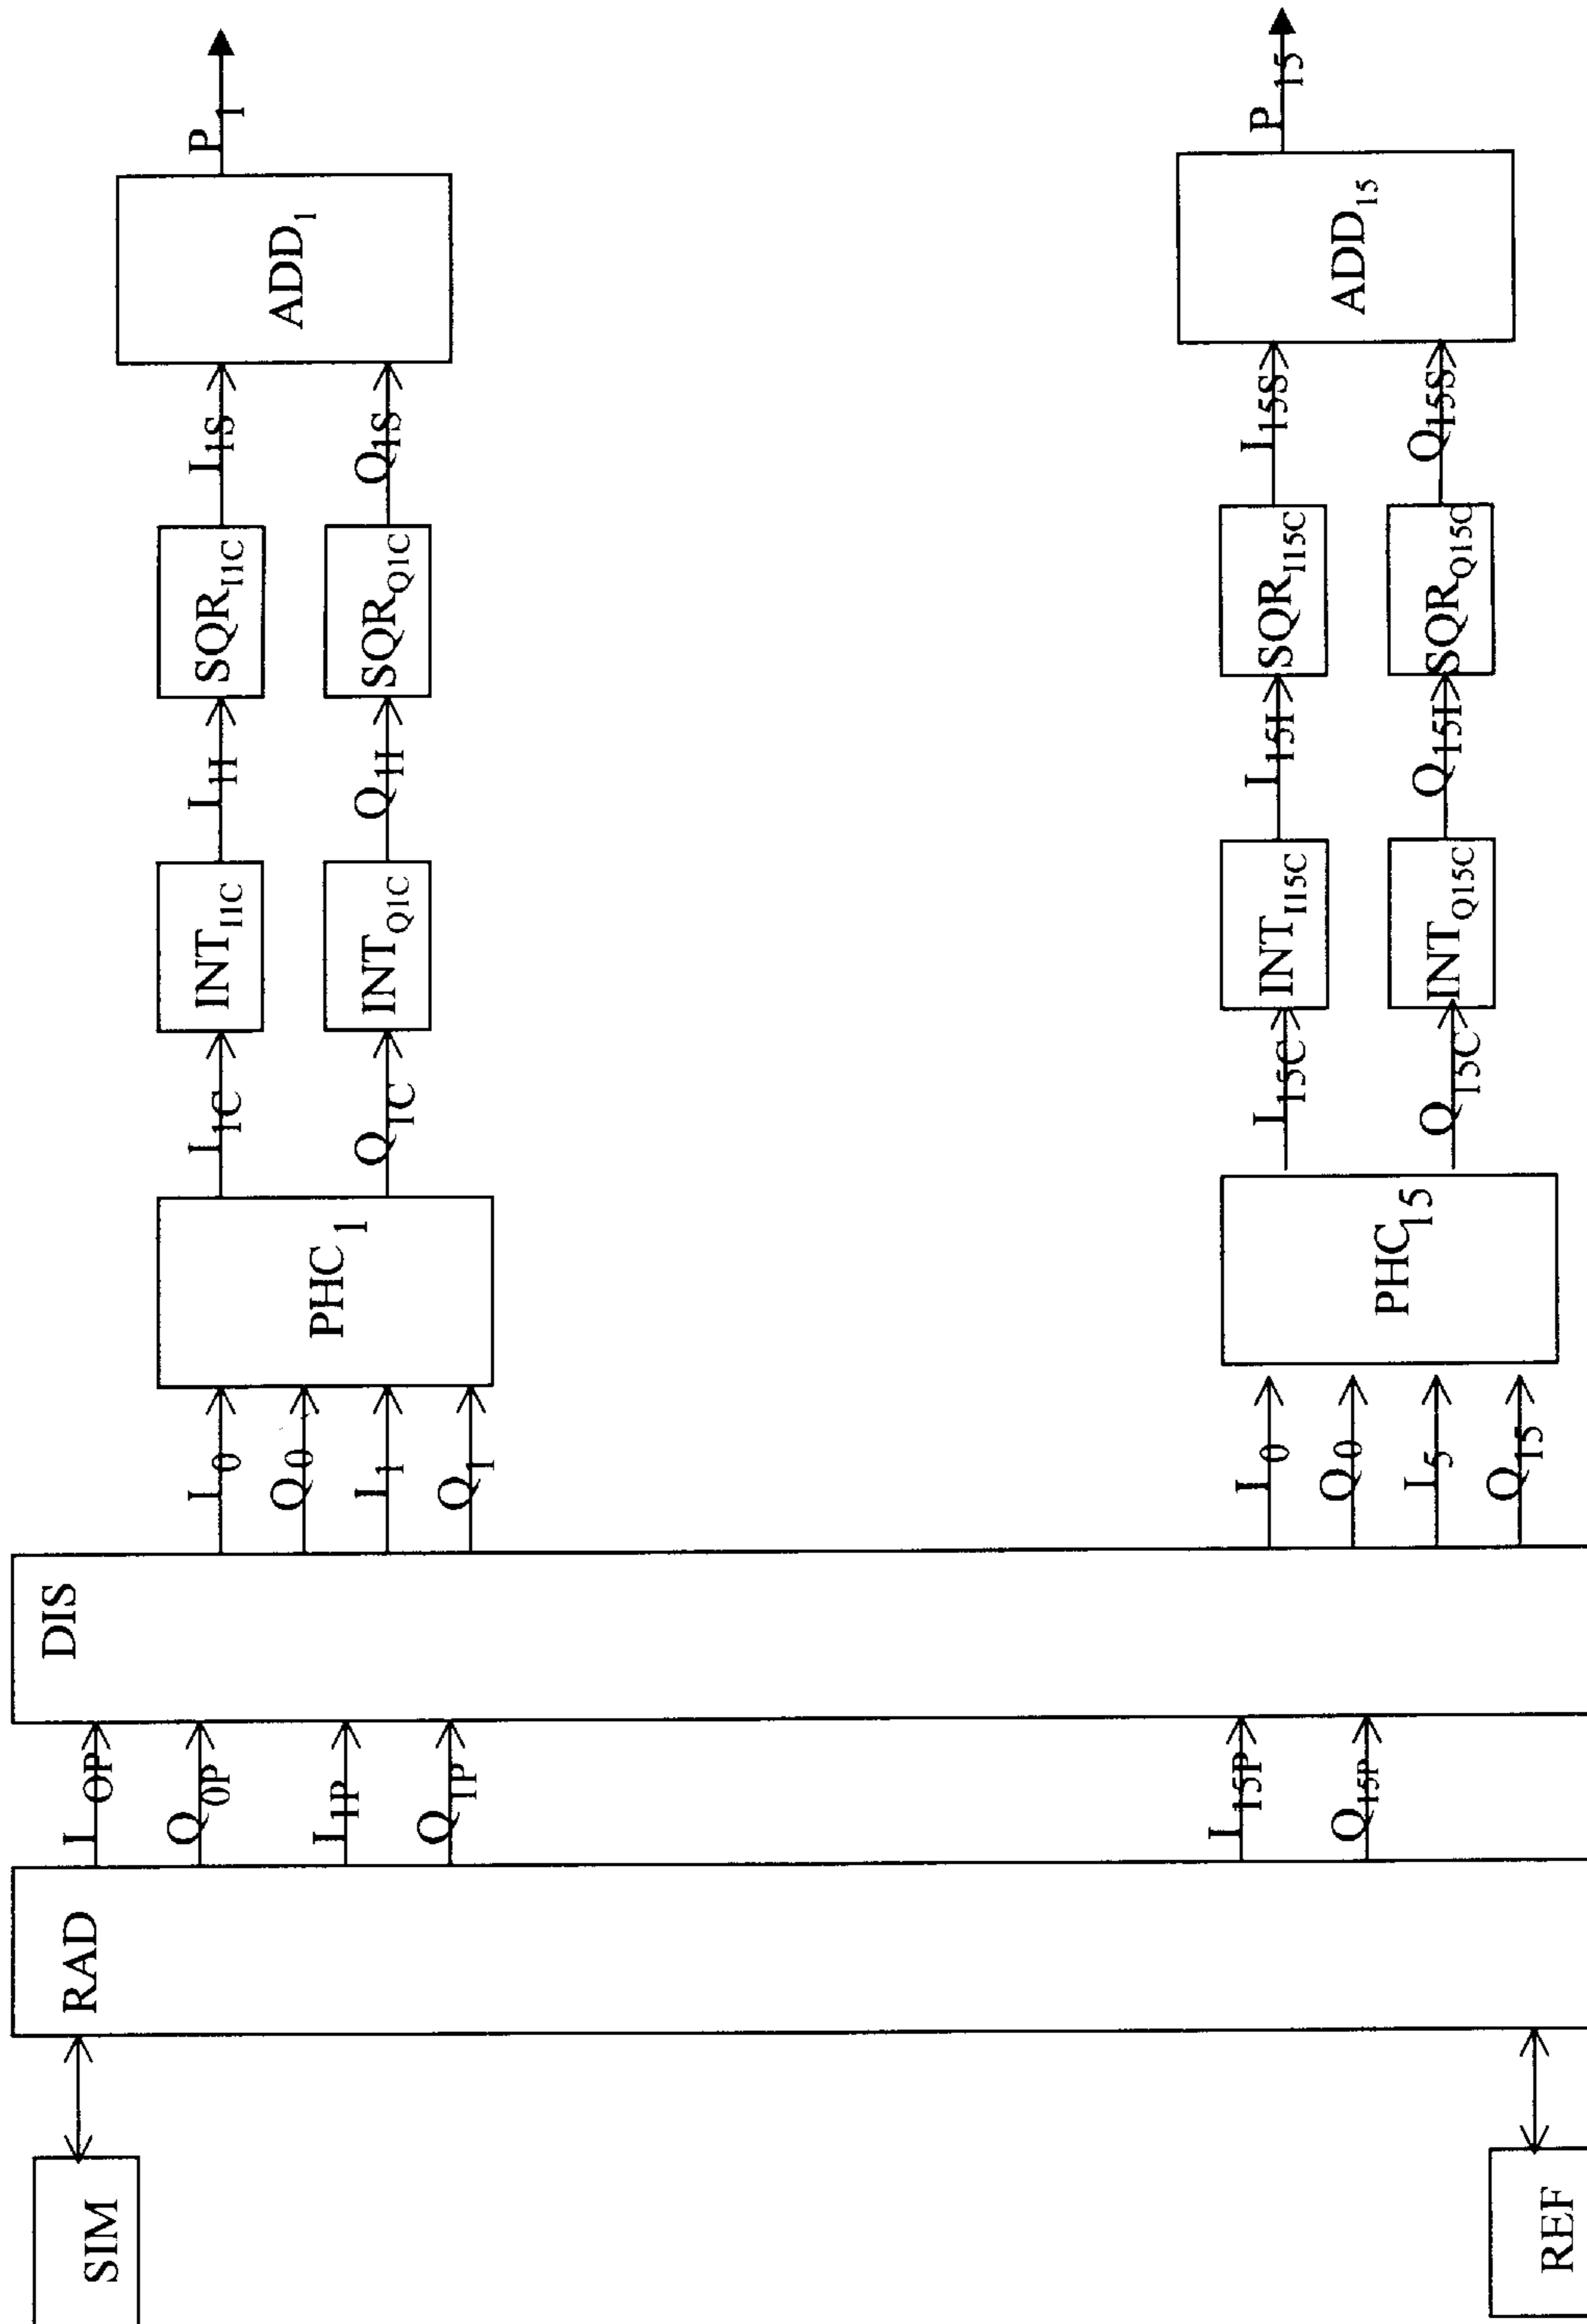 SIM
RAD
I0P
Q0P
I1P
Q1P
DIS
I0
Q0
I1
Q1
PHC1
I1C
Q1C
INTI1C
INTQ1C
I1I
Q1I
SQRI1C
SQRQ1C
I1S
Q1S
ADD1
P1
REF
I15P
Q15P
I0
Q0
I5
Q15
PHC15
I15C
Q15C
INTI15C
INTQ15C
I15I
Q15I
SQRI15C
SQRQ15C
I15S
Q15S
ADD15
P15